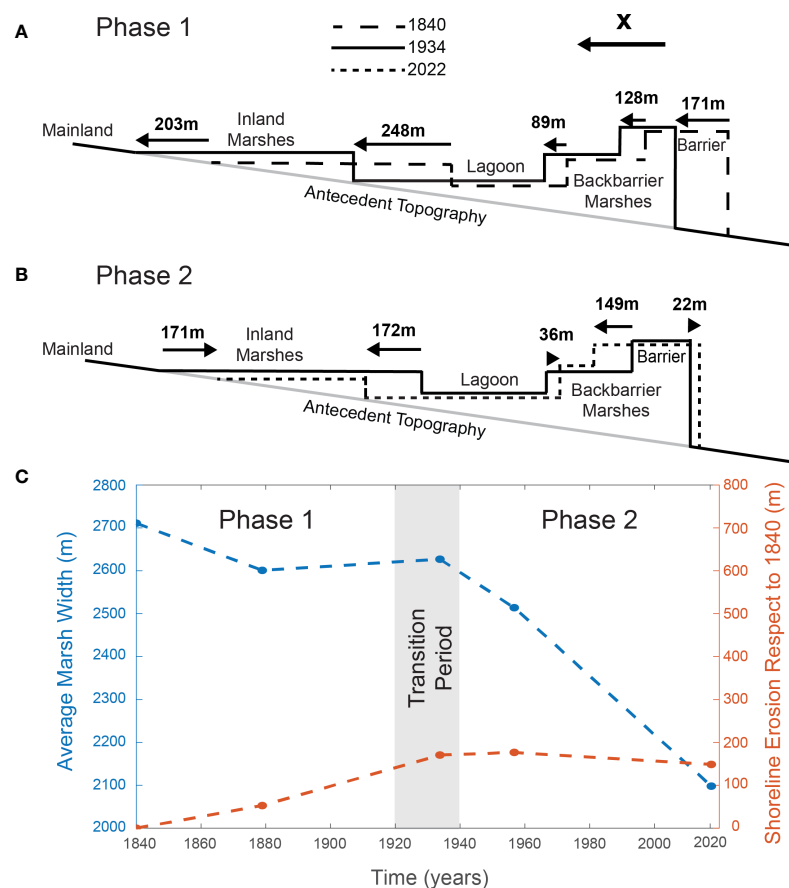 A
Phase 1
1840
1934
2022
X
Mainland
203m
Inland
Marshes
248m
Lagoon
89m
128m
171m
Barrier
Backbarrier
Marshes
Antecedent Topography
B
Phase 2
Mainland
171m
Inland
Marshes
172m
Lagoon
36m
149m
22m
Barrier
Backbarrier
Marshes
Antecedent Topography
C
Phase 1
Phase 2
Transition
Period
Average Marsh Width (m)
2800
2700
2600
2500
2400
2300
2200
2100
2000
Shoreline Erosion Respect to 1840 (m)
800
700
600
500
400
300
200
100
0
1840 1860 1880 1900 1920 1940 1960 1980 2000 2020
Time (years)